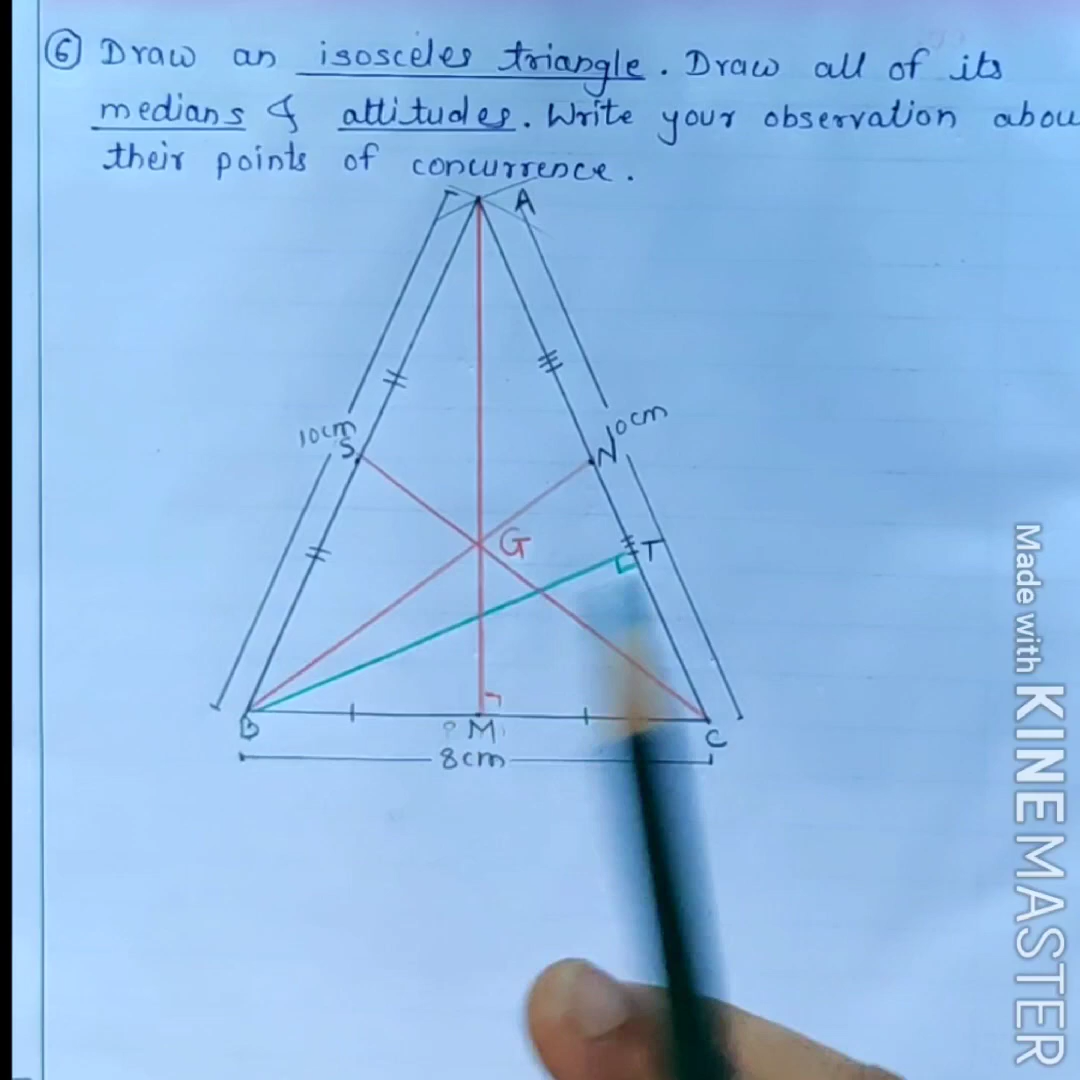 6 Draw an isosceles triangle. Draw all of its
medians & altitudes. Write your observation abou
their points of concurrence.
A
10cm
10cm
S
N
G
T
B
M
C
8cm
Made with KINEMASTER